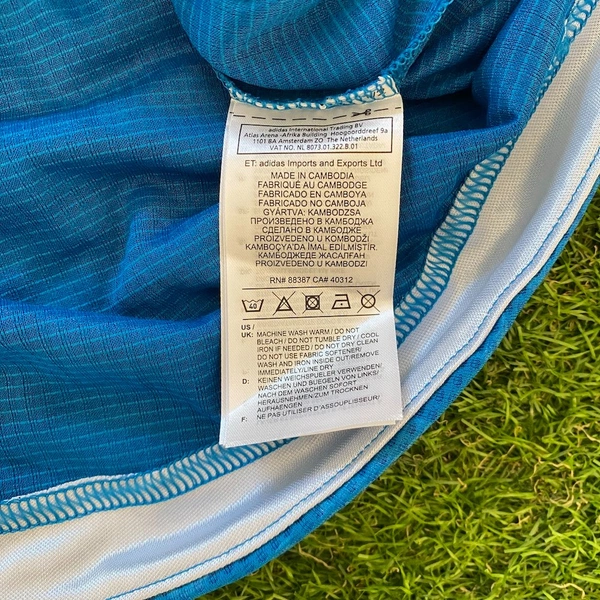 adidas International Trading BV
Atlas Arena -Afrika Building Hoogoorddreef 9a
1101 BA Amsterdam ZO The Netherlands
VAT NO. NL 8073.01.322.B.01
ET: adidas Imports and Exports Ltd
MADE IN CAMBODIA
FABRIQUÉ AU CAMBODGE
FABRICADO EN CAMBOYA
FABRICADO NO CAMBOJA
GYÁRTVA: KAMBODZSA
ПРОИЗВЕДЕНО В КАМБОДЖА
СДЕЛАНО В КАМБОДЖЕ
PROIZVEDENO U KOMBODŽI
KAMBOÇYA'DA İMAL EDİLMİŞTİR.
КАМБОДЖЕДЕ ЖАСАЛҒАН
PROIZVEDENO U KAMBODŽI
RN# 88387 CA# 40312
40
US /
UK: MACHINE WASH WARM / DO NOT
BLEACH / DO NOT TUMBLE DRY / COOL
IRON IF NEEDED / DO NOT DRY CLEAN
DO NOT USE FABRIC SOFTENER/
WASH AND IRON INSIDE OUT/REMOVE
IMMEDIATELY/LINE DRY
D: KEINEN WEICHSPUELER VERWENDEN/
WASCHEN UND BUEGELN VON LINKS/
NACH DEM WASCHEN SOFORT
HERAUSNEHMEN/ZUM TROCKNEN
AUFHAENGEN
F: NE PAS UTILISER D'ASSOUPLISSEUR/